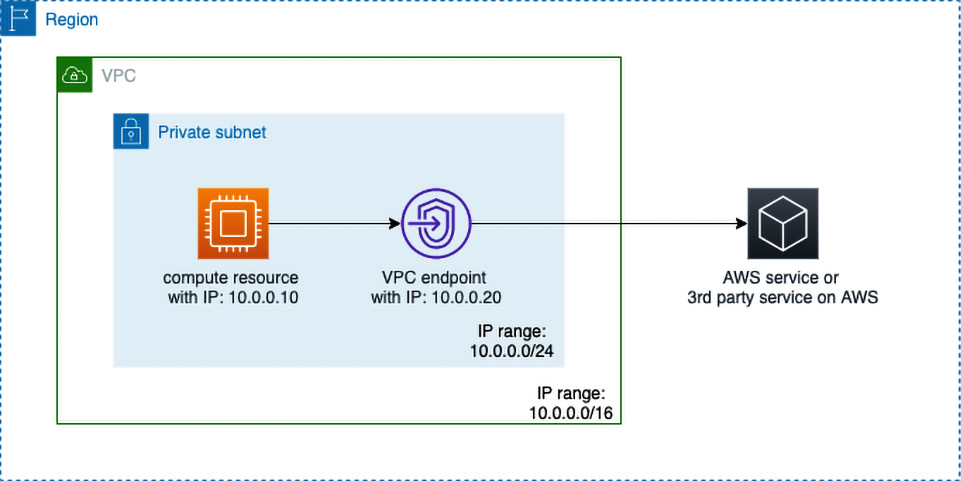 Region
VPC
Private subnet
compute resource
with IP: 10.0.0.10
VPC endpoint
with IP: 10.0.0.20
AWS service or
3rd party service on AWS
IP range:
10.0.0.0/24
IP range:
10.0.0.0/16